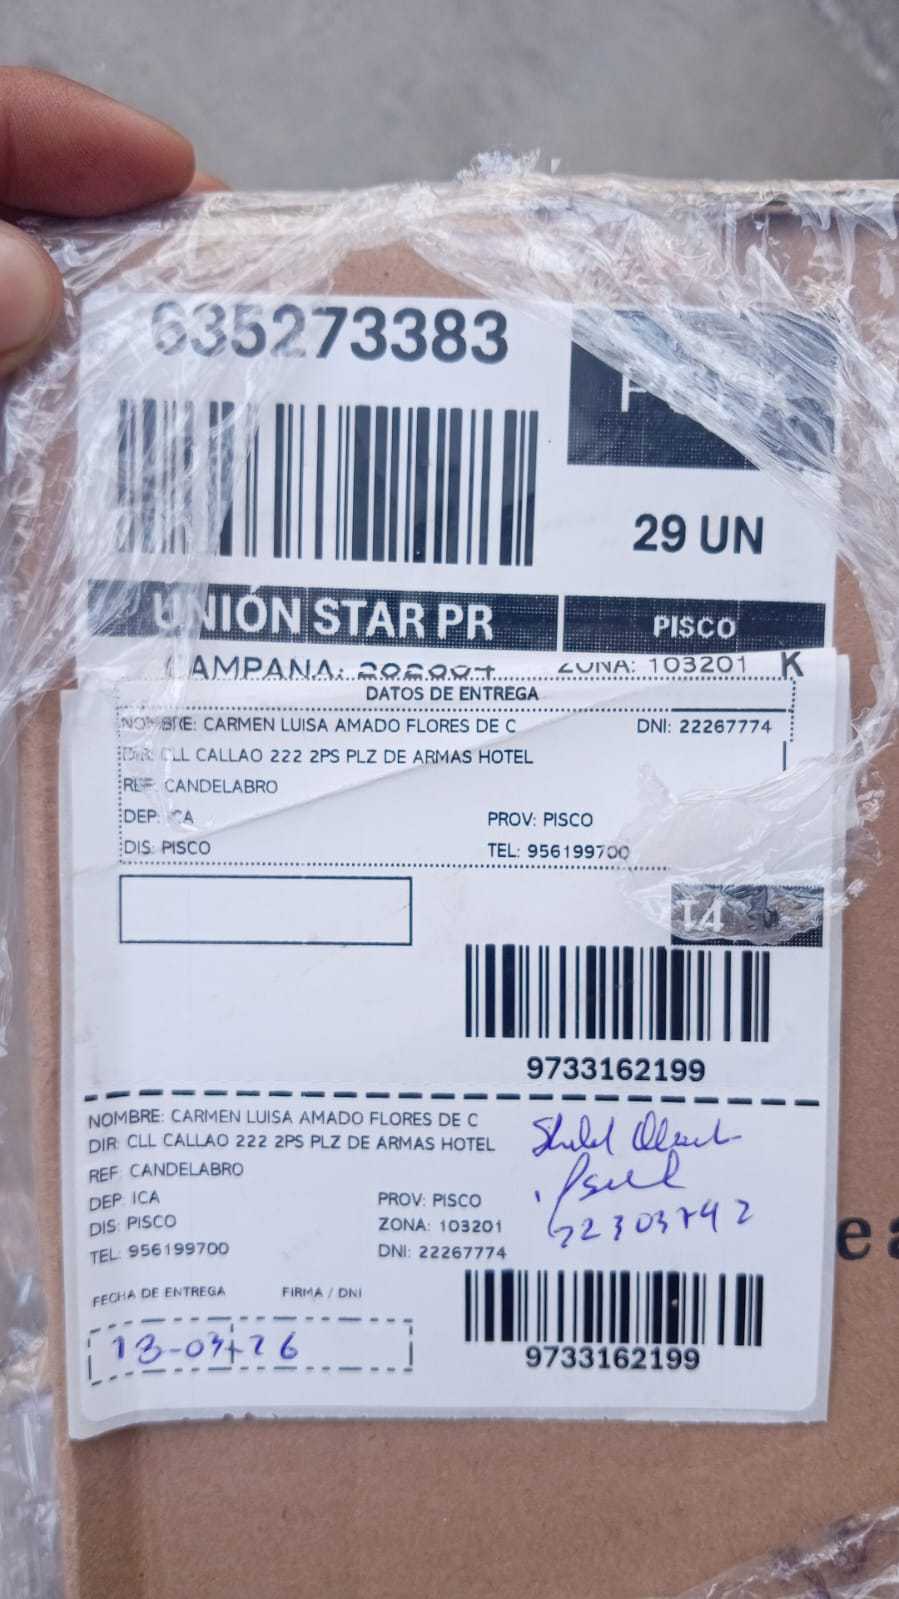 635273383
29 UN
UNIÓN STAR PR
PISCO
CAMPAÑA:
ZONA: 103201 K
DATOS DE ENTREGA
NOMBRE: CARMEN LUISA AMADO FLORES DE C DNI: 22267774
DIR: CLL CALLAO 222 2PS PLZ DE ARMAS HOTEL
REF: CANDELABRO
DEP: ICA PROV: PISCO
DIS: PISCO TEL: 956199700
9733162199
NOMBRE: CARMEN LUISA AMADO FLORES DE C
DIR: CLL CALLAO 222 2PS PLZ DE ARMAS HOTEL
REF: CANDELABRO
DEP: ICA PROV: PISCO
DIS: PISCO ZONA: 103201
TEL: 956199700 DNI: 22267774
FECHA DE ENTREGA FIRMA / DNI
9733162199